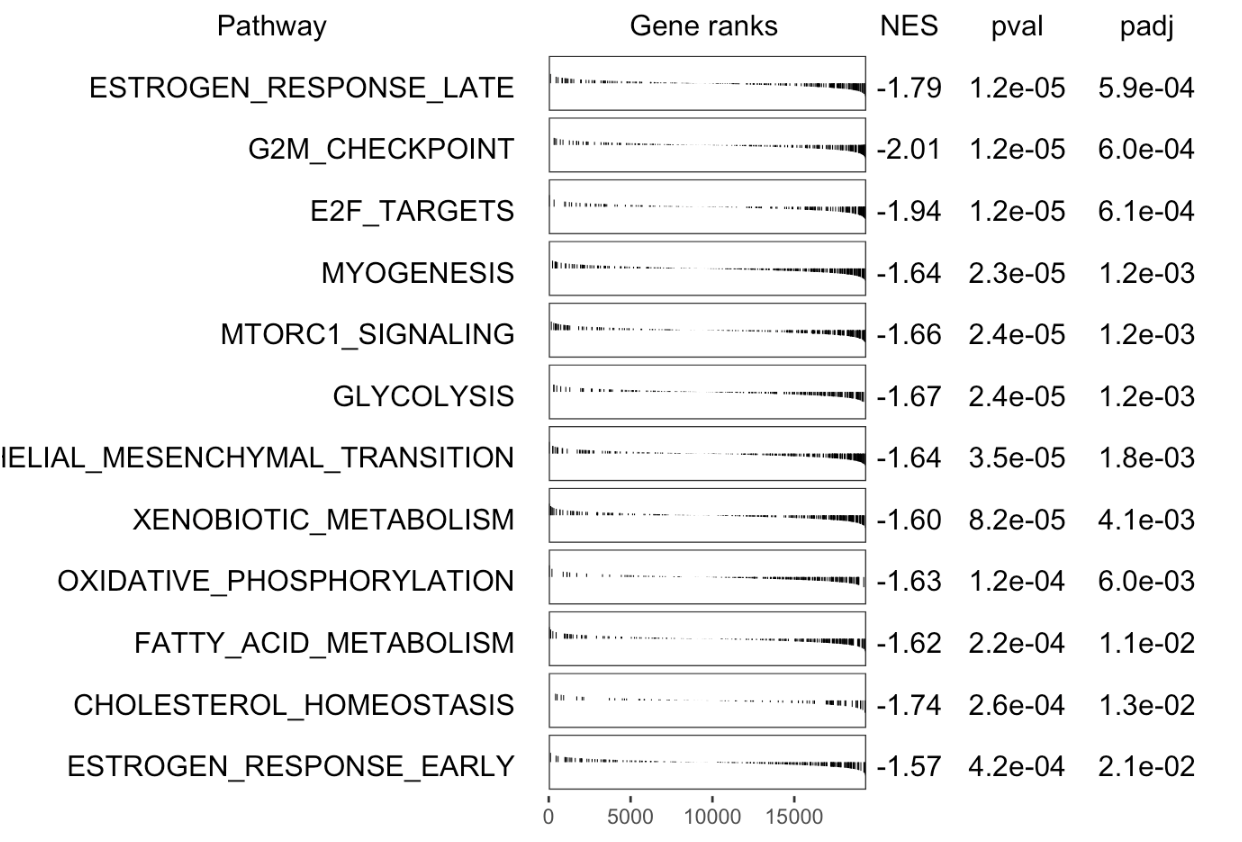 Pathway Gene ranks NES pval padj
ESTROGEN_RESPONSE_LATE -1.79 1.2e-05 5.9e-04
G2M_CHECKPOINT -2.01 1.2e-05 6.0e-04
E2F_TARGETS -1.94 1.2e-05 6.1e-04
MYOGENESIS -1.64 2.3e-05 1.2e-03
MTORC1_SIGNALING -1.66 2.4e-05 1.2e-03
GLYCOLYSIS -1.67 2.4e-05 1.2e-03
HELIAL_MESENCHYMAL_TRANSITION -1.64 3.5e-05 1.8e-03
XENOBIOTIC_METABOLISM -1.60 8.2e-05 4.1e-03
OXIDATIVE_PHOSPHORYLATION -1.63 1.2e-04 6.0e-03
FATTY_ACID_METABOLISM -1.62 2.2e-04 1.1e-02
CHOLESTEROL_HOMEOSTASIS -1.74 2.6e-04 1.3e-02
ESTROGEN_RESPONSE_EARLY -1.57 4.2e-04 2.1e-02
0 5000 10000 15000